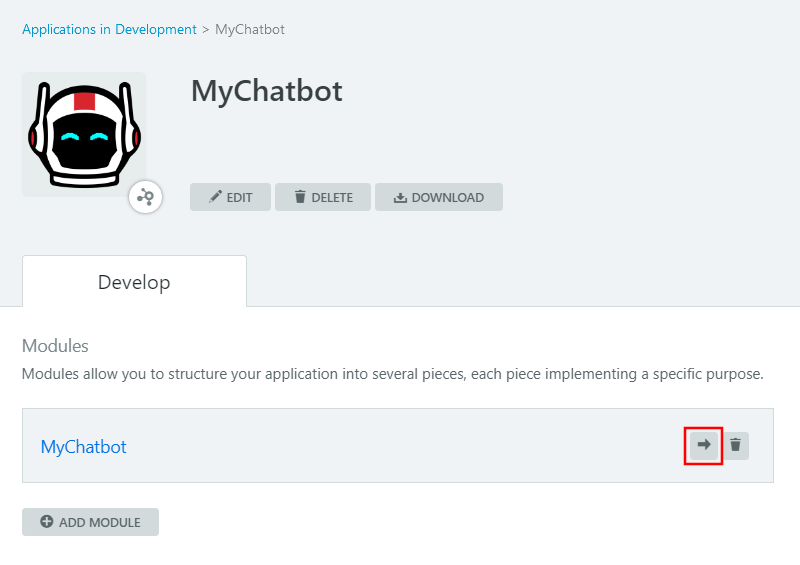 Applications in Development > MyChatbot
MyChatbot
EDIT
DELETE
DOWNLOAD
Develop
Modules
Modules allow you to structure your application into several pieces, each piece implementing a specific purpose.
MyChatbot
ADD MODULE